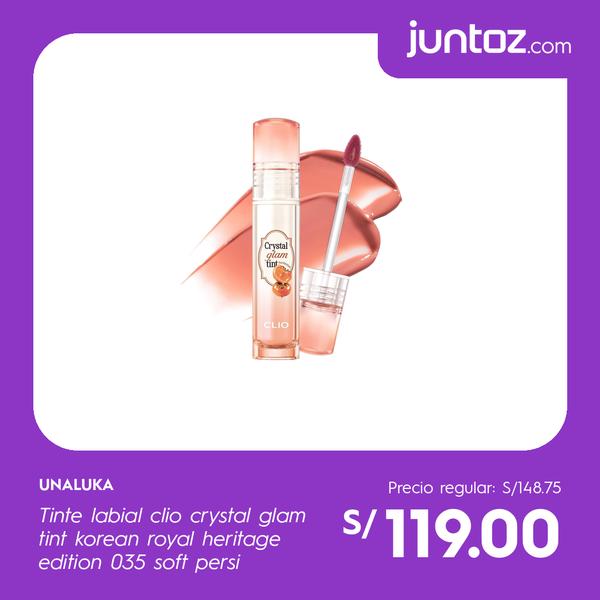 juntoz.com
Crystal
glam
tint
CLIO
UNALUKA
Tinte labial clio crystal glam
tint korean royal heritage
edition 035 soft persi
Precio regular: S/148.75
S/119.00